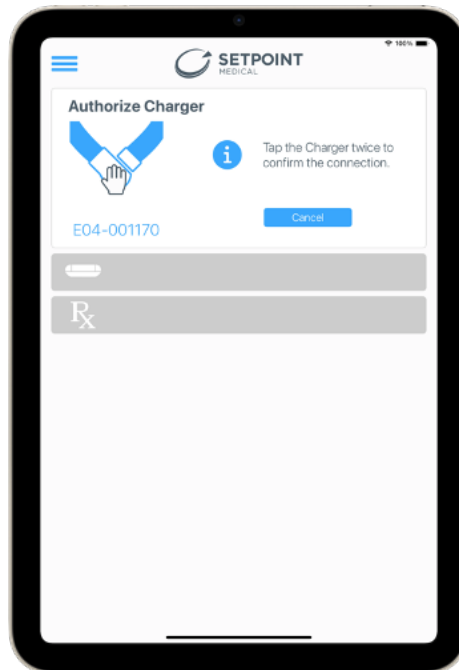 100%
SETPOINT
MEDICAL
Authorize Charger
i
Tap the Charger twice to
confirm the connection.
Cancel
E04-001170
Rx